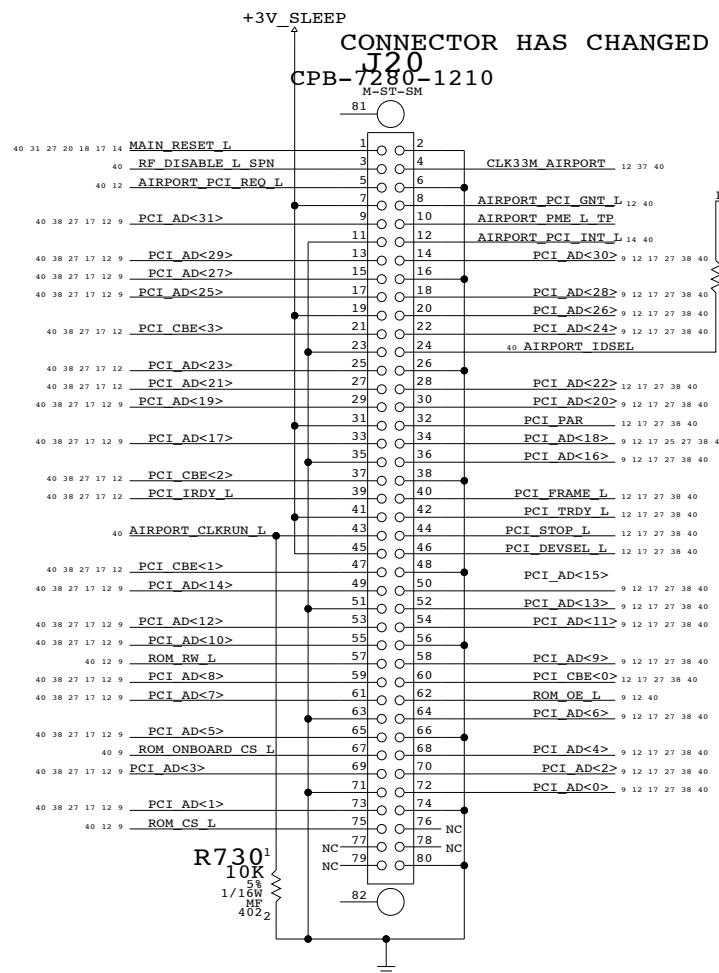 +3V_SLEEP
CONNECTOR HAS CHANGED
J20
CPB-7280-1210
M-ST-SM
81
40 31 27 20 18 17 14 MAIN_RESET_L 1 2
40 RF_DISABLE_L_SPN 3 4 CLK33M_AIRPORT 12 37 40
40 12 AIRPORT_PCI_REQ_L 5 6
7 8 AIRPORT_PCI_GNT_L 12 40
40 38 27 17 12 9 PCI_AD<31> 9 10 AIRPORT_PME_L_TP
11 12 AIRPORT_PCI_INT_L 14 40
40 38 27 17 12 9 PCI_AD<29> 13 14 PCI_AD<30> 9 12 17 27 38 40
40 38 27 17 12 9 PCI_AD<27> 15 16
40 38 27 17 12 9 PCI_AD<25> 17 18 PCI_AD<28> 9 12 17 27 38 40
19 20 PCI_AD<26> 9 12 17 27 38 40
40 38 27 17 12 PCI_CBE<3> 21 22 PCI_AD<24> 9 12 17 27 38 40
23 24 40 AIRPORT_IDSEL
40 38 27 17 12 PCI_AD<23> 25 26
40 38 27 17 12 PCI_AD<21> 27 28 PCI_AD<22> 12 17 27 38 40
40 38 27 17 12 9 PCI_AD<19> 29 30 PCI_AD<20> 9 12 17 27 38 40
31 32 PCI_PAR 12 17 27 38 40
40 38 27 17 12 9 PCI_AD<17> 33 34 PCI_AD<18> 9 12 17 25 27 38 4
35 36 PCI_AD<16> 9 12 17 27 38 40
40 38 27 17 12 PCI_CBE<2> 37 38
40 38 27 17 12 PCI_IRDY_L 39 40 PCI_FRAME_L 12 17 27 38 40
41 42 PCI_TRDY_L 12 17 27 38 40
40 AIRPORT_CLKRUN_L 43 44 PCI_STOP_L 12 17 27 38 40
45 46 PCI_DEVSEL_L 12 17 27 38 40
40 38 27 17 12 PCI_CBE<1> 47 48
40 38 27 17 12 9 PCI_AD<14> 49 50 PCI_AD<15> 9 12 17 27 38 40
51 52 PCI_AD<13> 9 12 17 27 38 40
40 38 27 17 12 9 PCI_AD<12> 53 54 PCI_AD<11> 9 12 17 27 38 40
40 38 27 17 12 9 PCI_AD<10> 55 56
40 12 9 ROM_RW_L 57 58 PCI_AD<9> 9 12 17 27 38 40
40 38 27 17 12 9 PCI_AD<8> 59 60 PCI_CBE<0> 12 17 27 38 40
40 38 27 17 12 9 PCI_AD<7> 61 62 ROM_OE_L 9 12 40
63 64 PCI_AD<6> 9 12 17 27 38 40
40 38 27 17 12 9 PCI_AD<5> 65 66
40 9 ROM_ONBOARD_CS_L 67 68 PCI_AD<4> 9 12 17 27 38 40
40 38 27 17 12 9 PCI_AD<3> 69 70 PCI_AD<2> 9 12 17 27 38 40
71 72 PCI_AD<0> 9 12 17 27 38 40
40 38 27 17 12 9 PCI_AD<1> 73 74
40 12 9 ROM_CS_L 75 76 NC
NC 77 78 NC
NC 79 80
R730 1
10K
5%
1/16W
MF
402 2
82